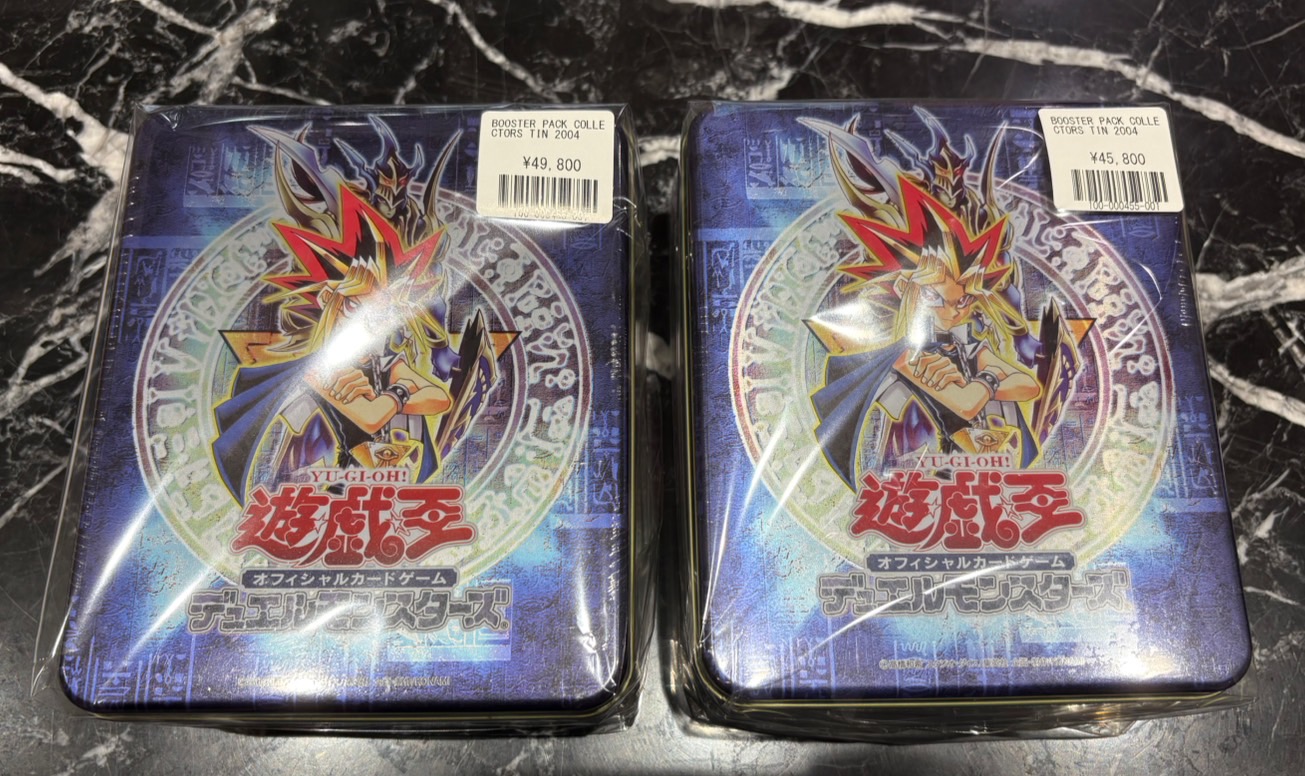 BOOSTER PACK COLLE
CTORS TIN 2004
¥49,800
YU-GI-OH!
遊戯王
オフィシャルカードゲーム
デュエルモンスターズ
BOOSTER PACK COLLE
CTORS TIN 2004
¥45,800
100-000455-001
YU-GI-OH!
遊戯王
オフィシャルカードゲーム
デュエルモンスターズ